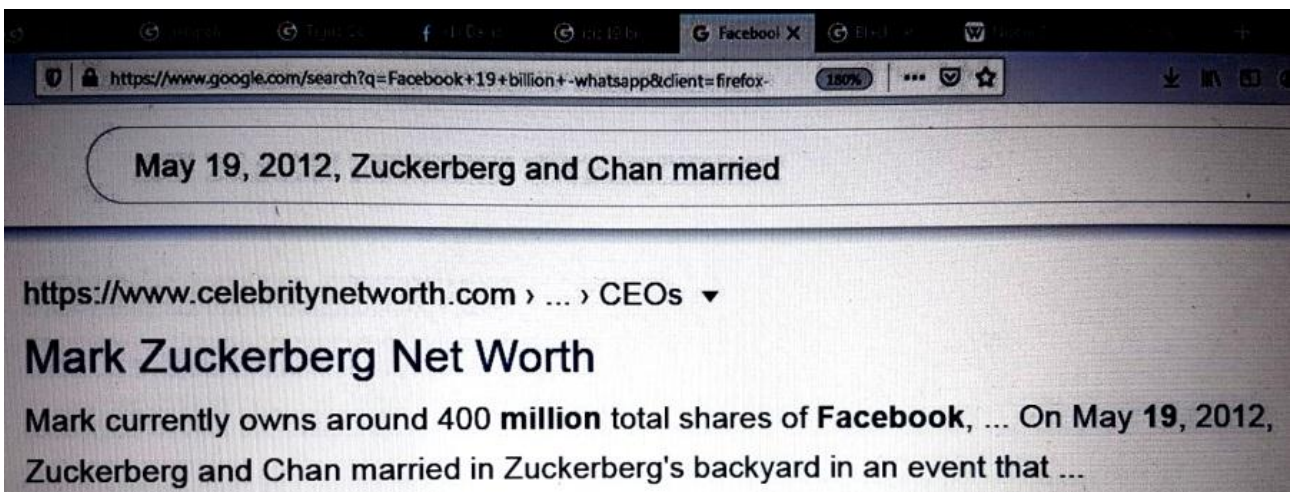 Facebool
https://www.google.com/search?q=Facebook+19+billion+-whatsapp&client=firefox-
180%
May 19, 2012, Zuckerberg and Chan married
https://www.celebritynetworth.com › ... › CEOs
Mark Zuckerberg Net Worth
Mark currently owns around 400 million total shares of Facebook, ... On May 19, 2012,
Zuckerberg and Chan married in Zuckerberg's backyard in an event that ...